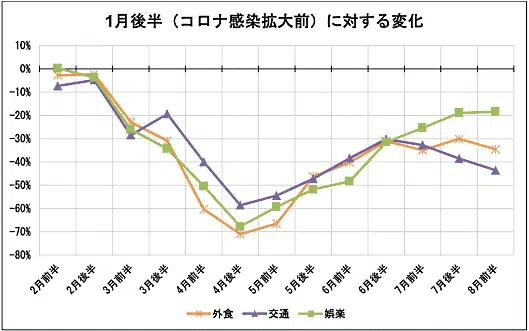 1月後半(コロナ感染拡大前)に対する変化
10%
0%
-10%
-20%
-30%
-40%
-50%
-60%
-70%
-80%
2月前半
2月後半
3月前半
3月後半
4月前半
4月後半
5月前半
5月後半
6月前半
6月後半
7月前半
7月後半
8月前半
外食 交通 娯楽